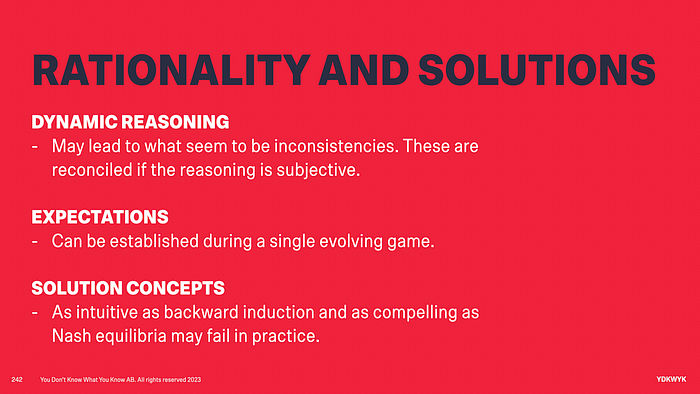 RATIONALITY AND SOLUTIONS
DYNAMIC REASONING
- May lead to what seem to be inconsistencies. These are
reconciled if the reasoning is subjective.
EXPECTATIONS
- Can be established during a single evolving game.
SOLUTION CONCEPTS
- As intuitive as backward induction and as compelling as
Nash equilibria may fail in practice.
242 You Don't Know What You Know AB. All rights reserved 2023 YDKWYK